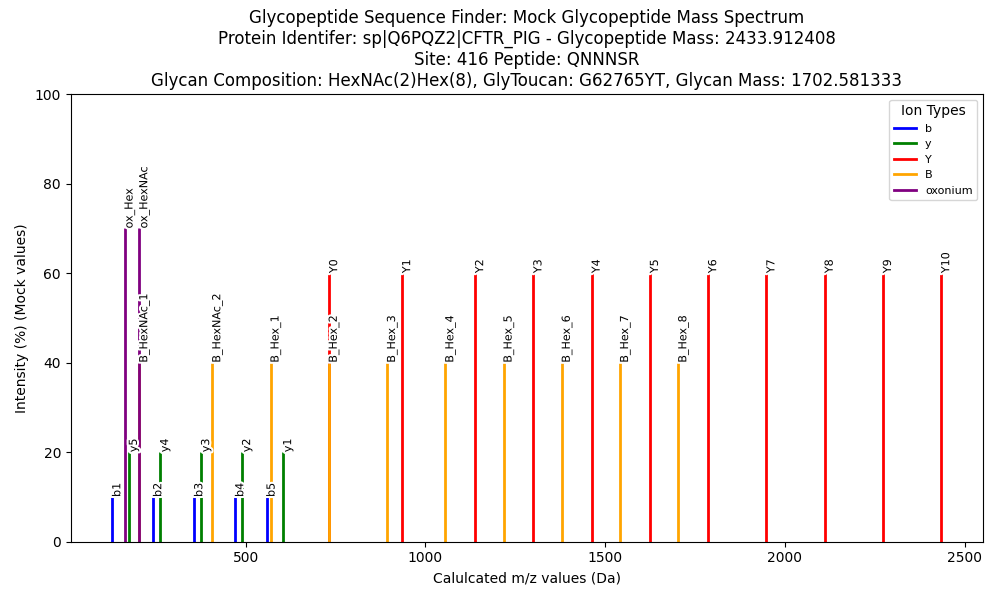 Glycopeptide Sequence Finder: Mock Glycopeptide Mass Spectrum
Protein Identifer: sp|Q6PQZ2|CFTR_PIG - Glycopeptide Mass: 2433.912408
Site: 416 Peptide: QNNNSR
Glycan Composition: HexNAc(2)Hex(8), GlyToucan: G62765YT, Glycan Mass: 1702.581333
Intensity (%) (Mock values)
100
80
60
40
20
0
Ion Types
b
y
Y
B
oxonium
ox_Hex
ox_HexNAc
Y0
Y1
Y2
Y3
Y4
Y5
Y6
Y7
Y8
Y9
Y10
B_HexNAc_1
B_HexNAc_2
B_Hex_1
B_Hex_2
B_Hex_3
B_Hex_4
B_Hex_5
B_Hex_6
B_Hex_7
B_Hex_8
y5
y4
y3
y2
y1
b1
b2
b3
b4
b5
500
1000
1500
2000
2500
Calulcated m/z values (Da)